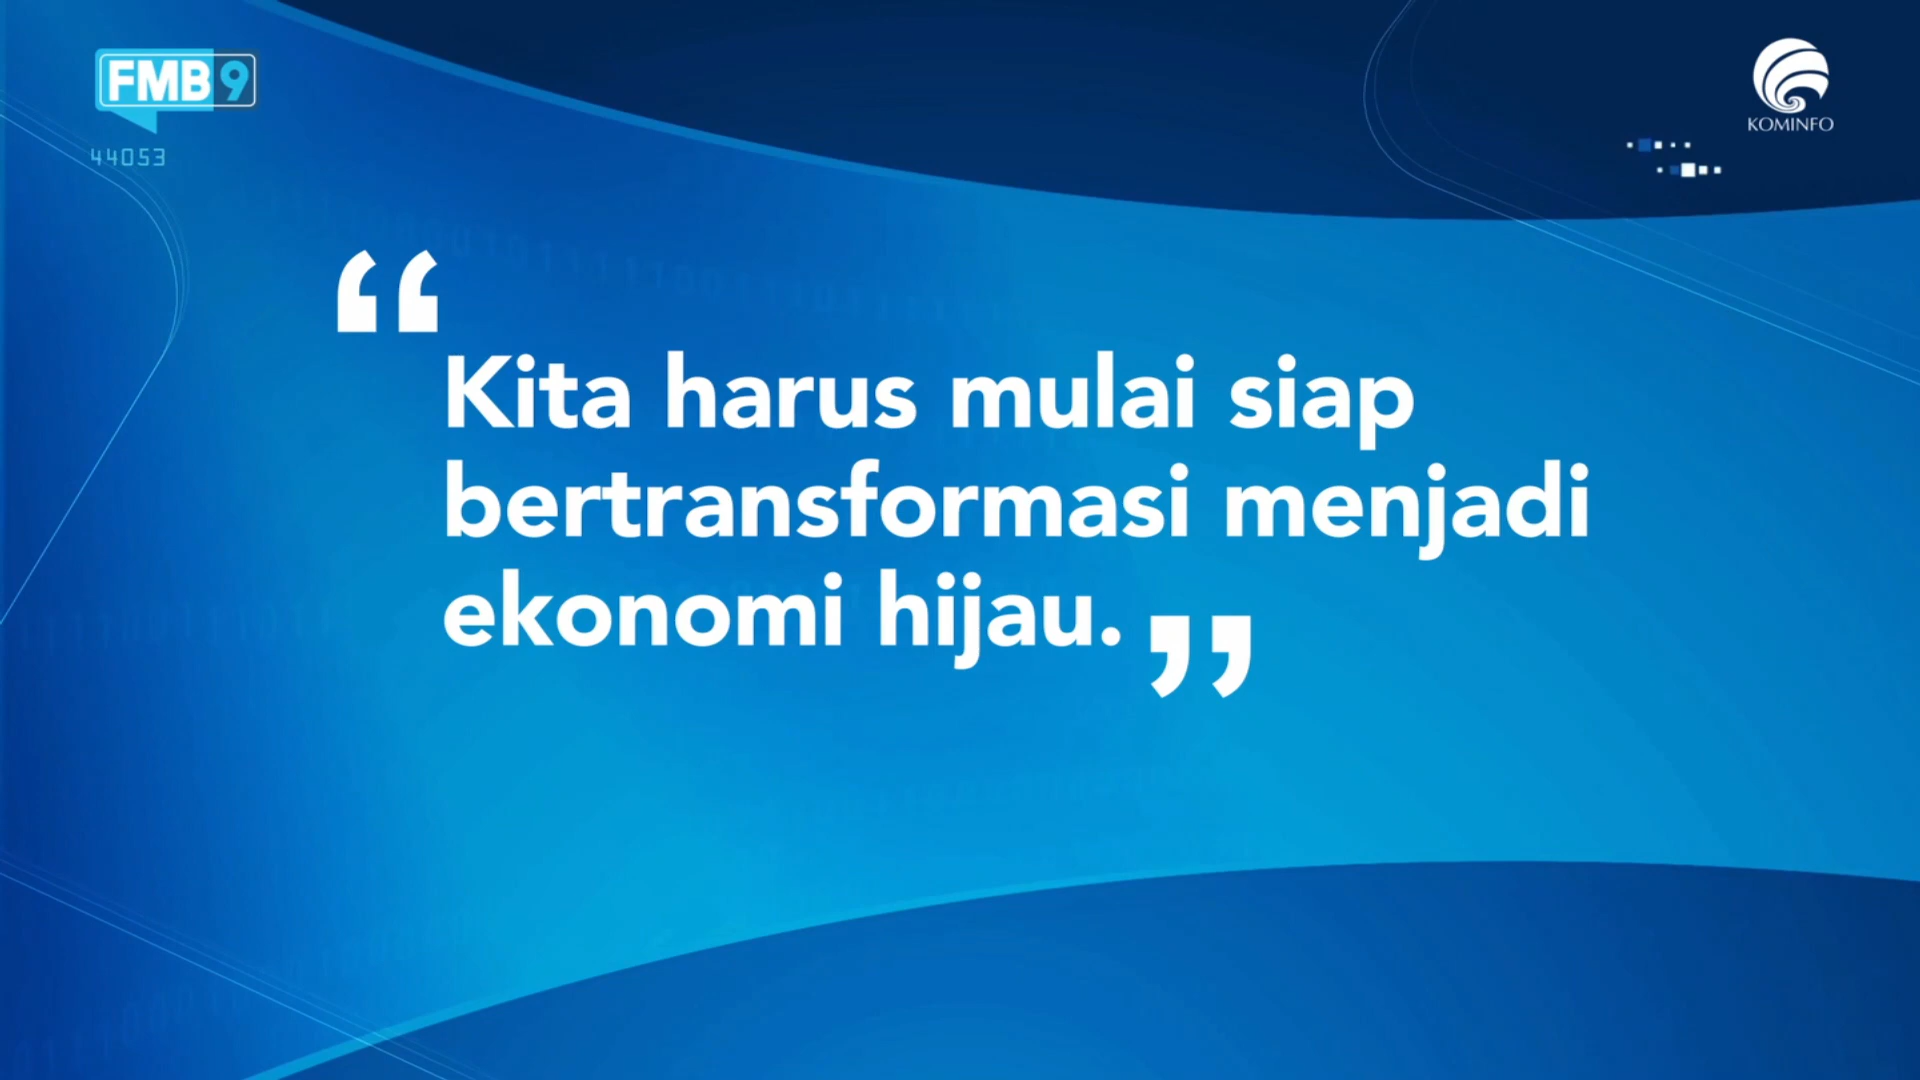 FMB9
44053
KOMINFO
“Kita harus mulai siap
bertransformasi menjadi
ekonomi hijau.”